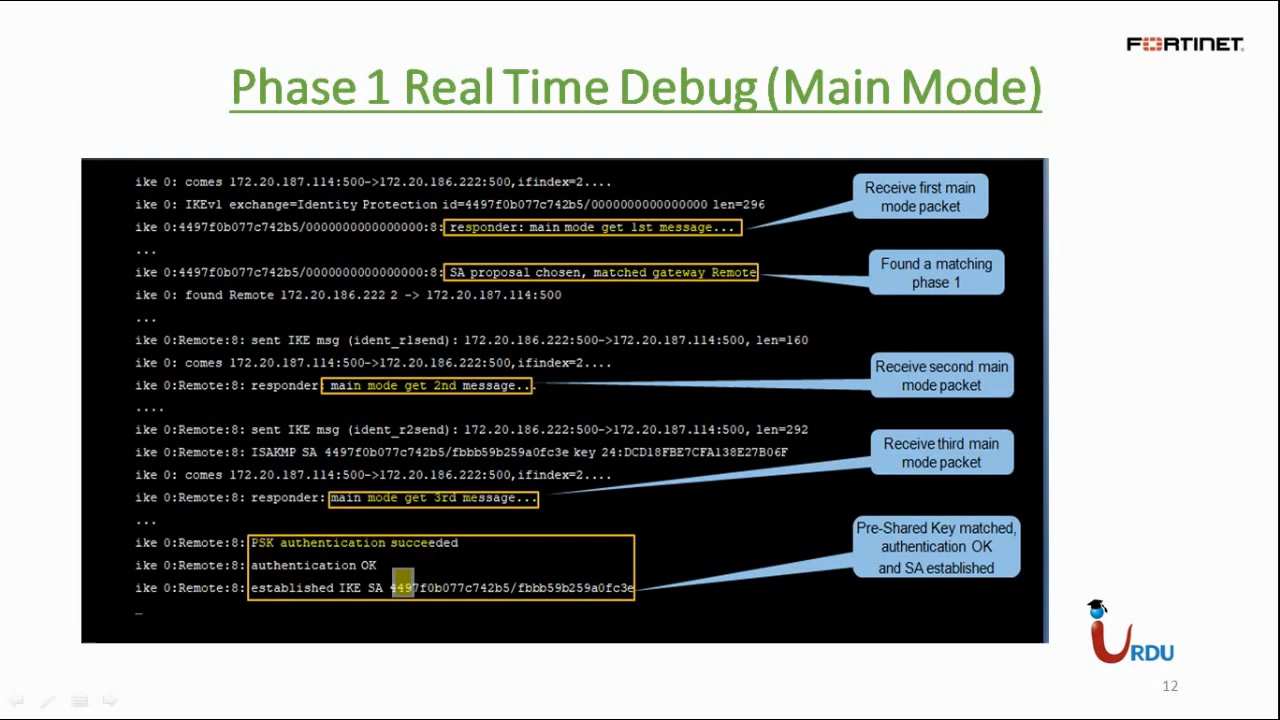 FORTINET
Phase 1 Real Time Debug (Main Mode)
ike 0: comes 172.20.187.114:500->172.20.186.222:500,ifindex=2....
ike 0: IKEv1 exchange=Identity Protection id=4497f0b077c742b5/0000000000000000 len=296
ike 0:4497f0b077c742b5/0000000000000000:8: responder: main mode get 1st message...
...
ike 0:4497f0b077c742b5/0000000000000000:8: SA proposal chosen, matched gateway Remote
ike 0: found Remote 172.20.186.222 2 -> 172.20.187.114:500
...
ike 0:Remote:8: sent IKE msg (ident_r1send): 172.20.186.222:500->172.20.187.114:500, len=160
ike 0: comes 172.20.187.114:500->172.20.186.222:500,ifindex=2....
ike 0:Remote:8: responder: main mode get 2nd message...
....
ike 0:Remote:8: sent IKE msg (ident_r2send): 172.20.186.222:500->172.20.187.114:500, len=292
ike 0:Remote:8: ISAKMP SA 4497f0b077c742b5/fbbb59b259a0fc3e key 24:DCD18FBE7CFA138E27B06F
ike 0: comes 172.20.187.114:500->172.20.186.222:500,ifindex=2....
ike 0:Remote:8: responder: main mode get 3rd message...
...
ike 0:Remote:8: PSK authentication succeeded
ike 0:Remote:8: authentication OK
ike 0:Remote:8: established IKE SA 4497f0b077c742b5/fbbb59b259a0fc3e
…
Receive first main
mode packet
Found a matching
phase 1
Receive second main
mode packet
Receive third main
mode packet
Pre-Shared Key matched,
authentication OK
and SA established
iURDU
12